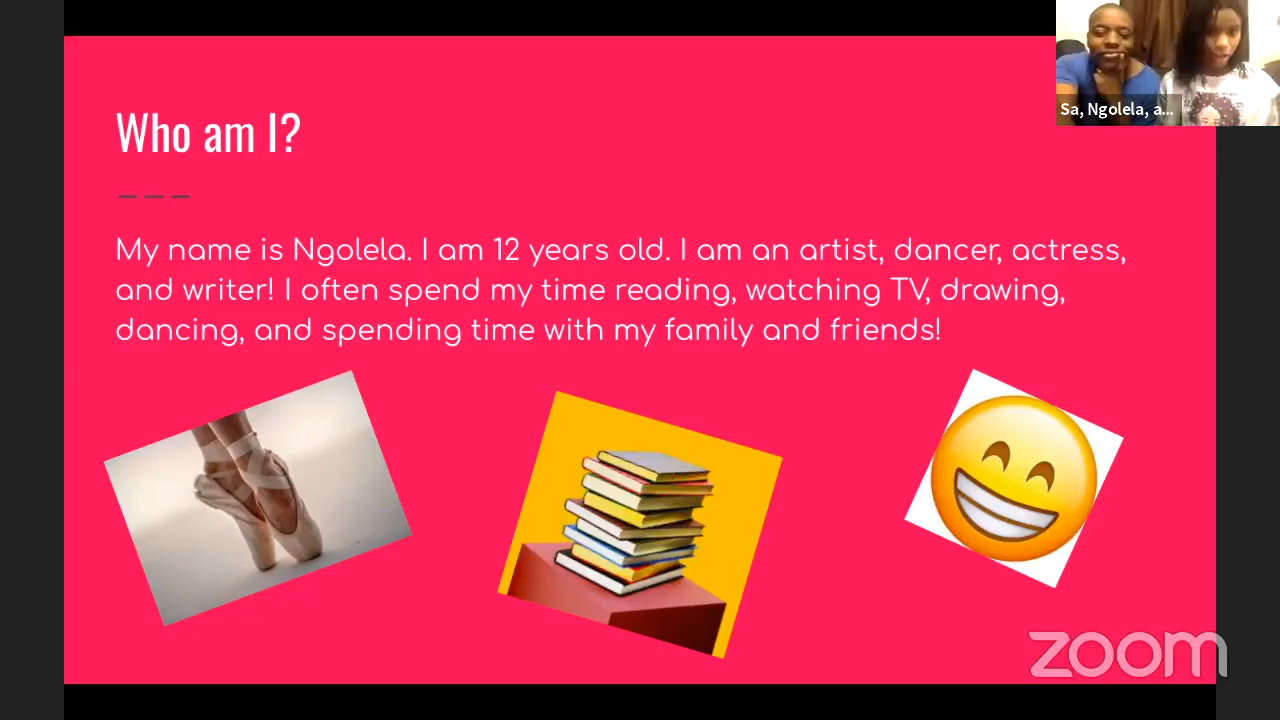 Sa, Ngolela, a...
Who am I?
My name is Ngolela. I am 12 years old. I am an artist, dancer, actress,
and writer! I often spend my time reading, watching TV, drawing,
dancing, and spending time with my family and friends!
zoom